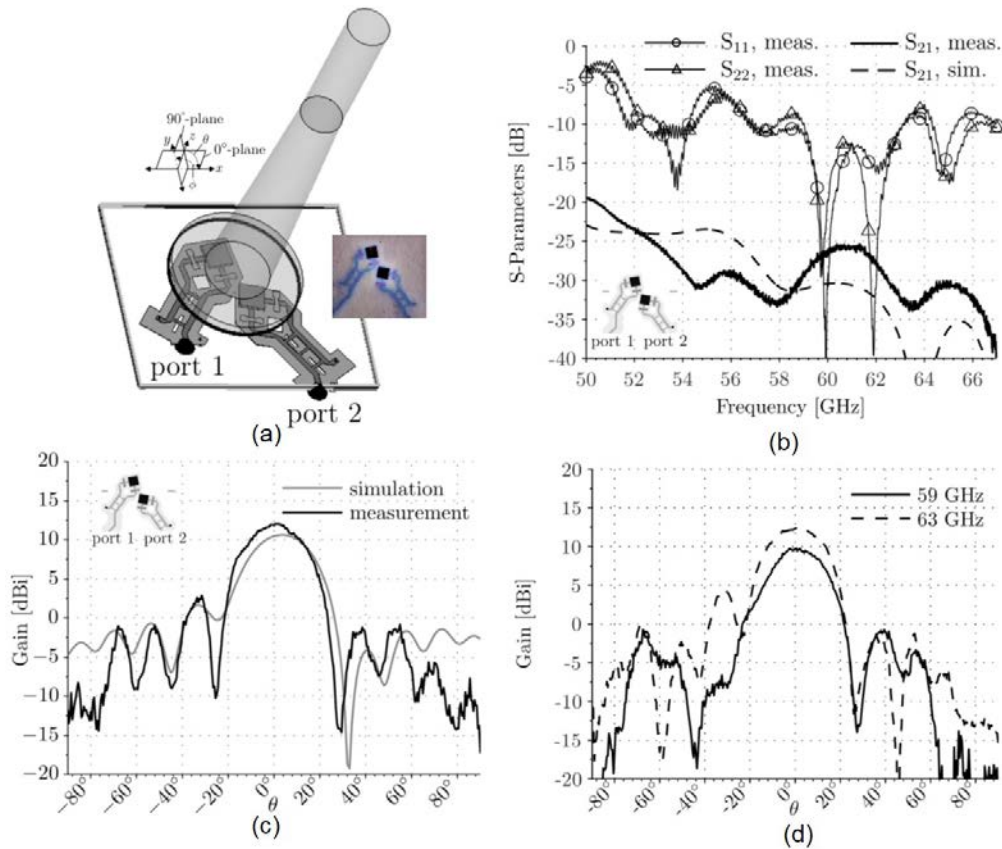 90°-plane
z
θ
y
0°-plane
x
ϕ
port 1
port 2
(a)
S11, meas.
S21, meas.
S22, meas.
S21, sim.
S-Parameters [dB]
0
-5
-10
-15
-20
-25
-30
-35
-40
port 1 port 2
50 52 54 56 58 60 62 64 66
Frequency [GHz]
(b)
20
15
10
5
0
−5
−10
−15
−20
Gain [dBi]
simulation
measurement
port 1 port 2
−80° −60° −40° −20° 0° 20° 40° 60° 80°
θ
(c)
20
15
10
5
0
-5
-10
-15
-20
Gain [dBi]
59 GHz
63 GHz
-80° -60° -40° -20° 0° 20° 40° 60° 80°
θ
(d)